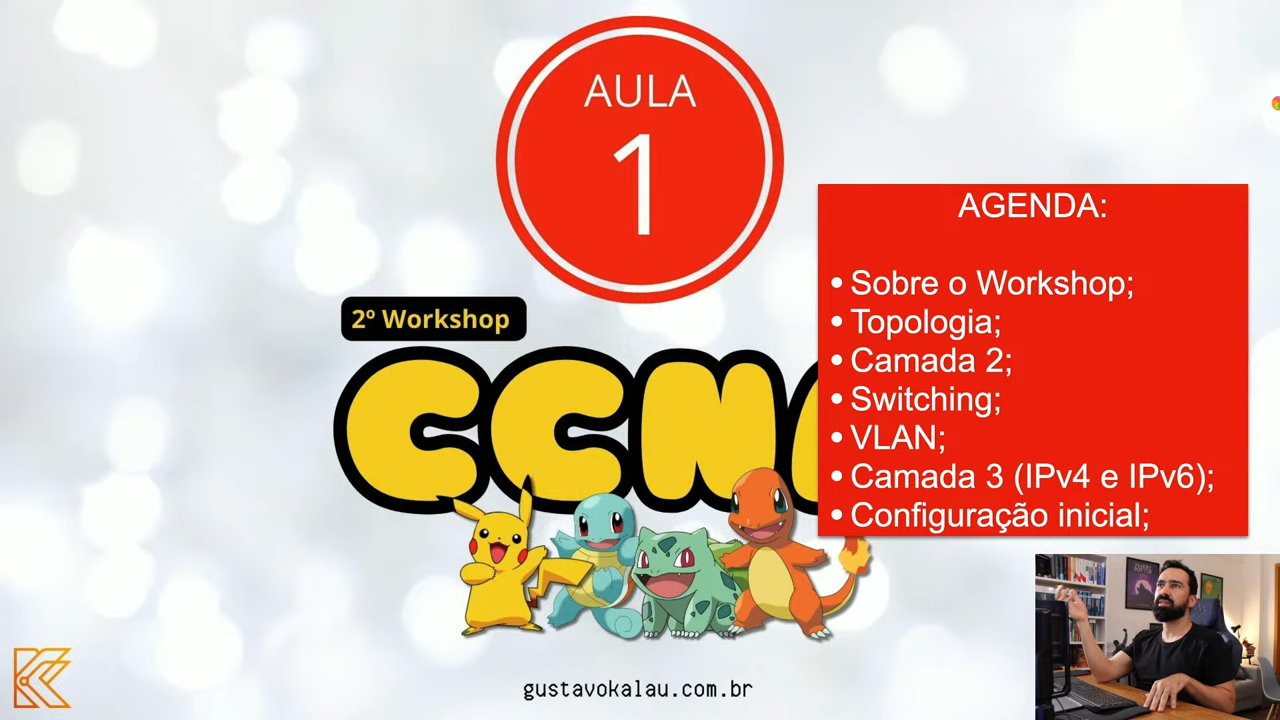 AULA
1
2º Workshop
CCN
AGENDA:
• Sobre o Workshop;
• Topologia;
• Camada 2;
• Switching;
• VLAN;
• Camada 3 (IPv4 e IPv6);
• Configuração inicial;
gustavokalau.com.br